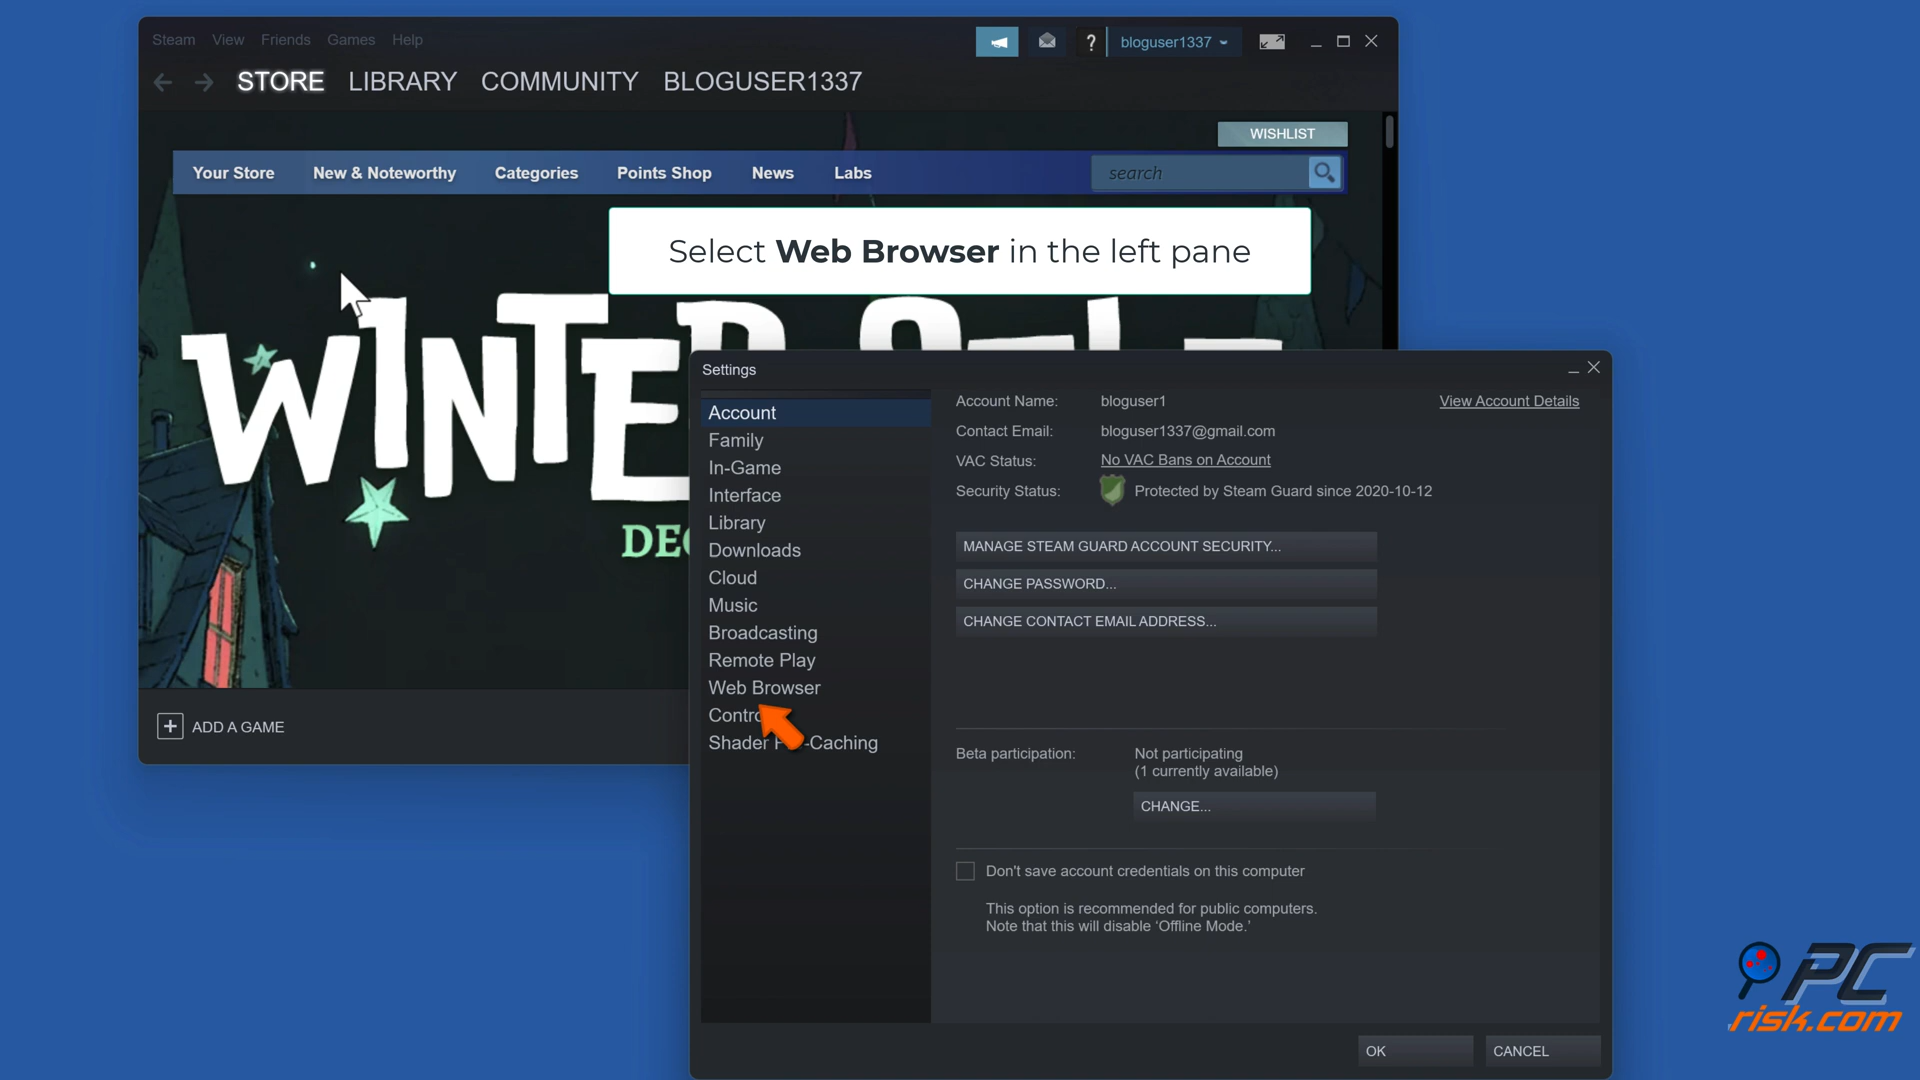 Steam View Friends Games Help
? bloguser1337
STORE LIBRARY COMMUNITY BLOGUSER1337
WISHLIST
Your Store New & Noteworthy Categories Points Shop News Labs search
Select Web Browser in the left pane
WINTER
DEC
ADD A GAME
Settings
Account
Family
In-Game
Interface
Library
Downloads
Cloud
Music
Broadcasting
Remote Play
Web Browser
Shader -Caching
Account Name: bloguser1 View Account Details
Contact Email: bloguser1337@gmail.com
VAC Status: No VAC Bans on Account
Security Status: Protected by Steam Guard since 2020-10-12
MANAGE STEAM GUARD ACCOUNT SECURITY...
CHANGE PASSWORD...
CHANGE CONTACT EMAIL ADDRESS...
Beta participation: Not participating
(1 currently available)
CHANGE...
Don't save account credentials on this computer
This option is recommended for public computers.
Note that this will disable 'Offline Mode.'
OK CANCEL
PC
risk.com